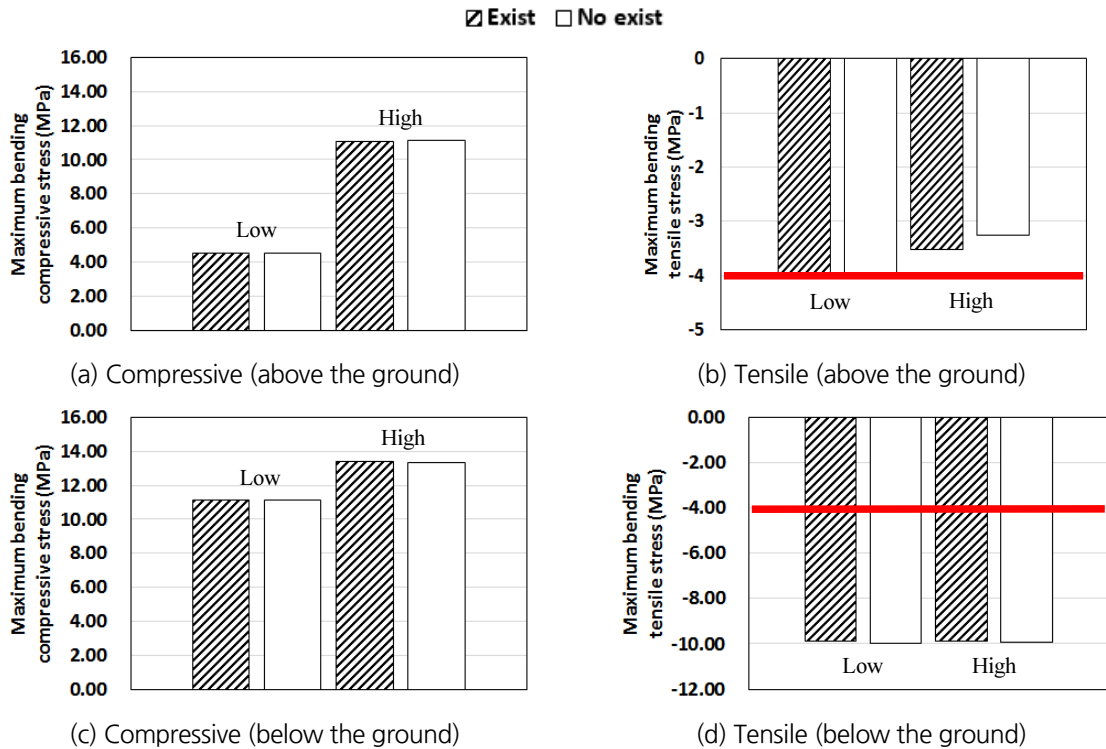 Exist No exist
Maximum bending
compressive stress (MPa)
16.00
14.00
12.00
10.00
8.00
6.00
4.00
2.00
0.00
Low
High
(a) Compressive (above the ground)
Maximum bending
tensile stress (MPa)
0
-1
-2
-3
-4
-5
Low
High
(b) Tensile (above the ground)
Maximum bending
compressive stress (MPa)
16.00
14.00
12.00
10.00
8.00
6.00
4.00
2.00
0.00
Low
High
(c) Compressive (below the ground)
Maximum bending
tensile stress (MPa)
0.00
-2.00
-4.00
-6.00
-8.00
-10.00
-12.00
Low
High
(d) Tensile (below the ground)